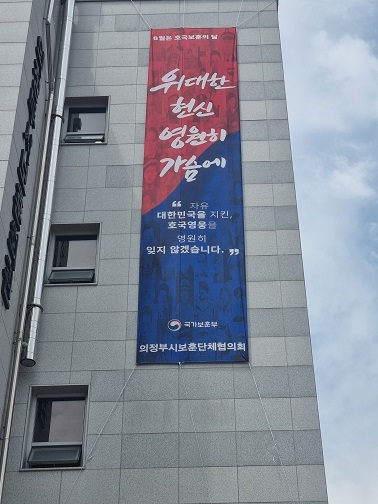 6월은 호국보훈의 달
위대한
헌신
영원히
가슴에
“ 자유
대한민국을 지킨,
호국영웅을
영원히
잊지 않겠습니다. ”
국가보훈부
의정부시보훈단체협의회